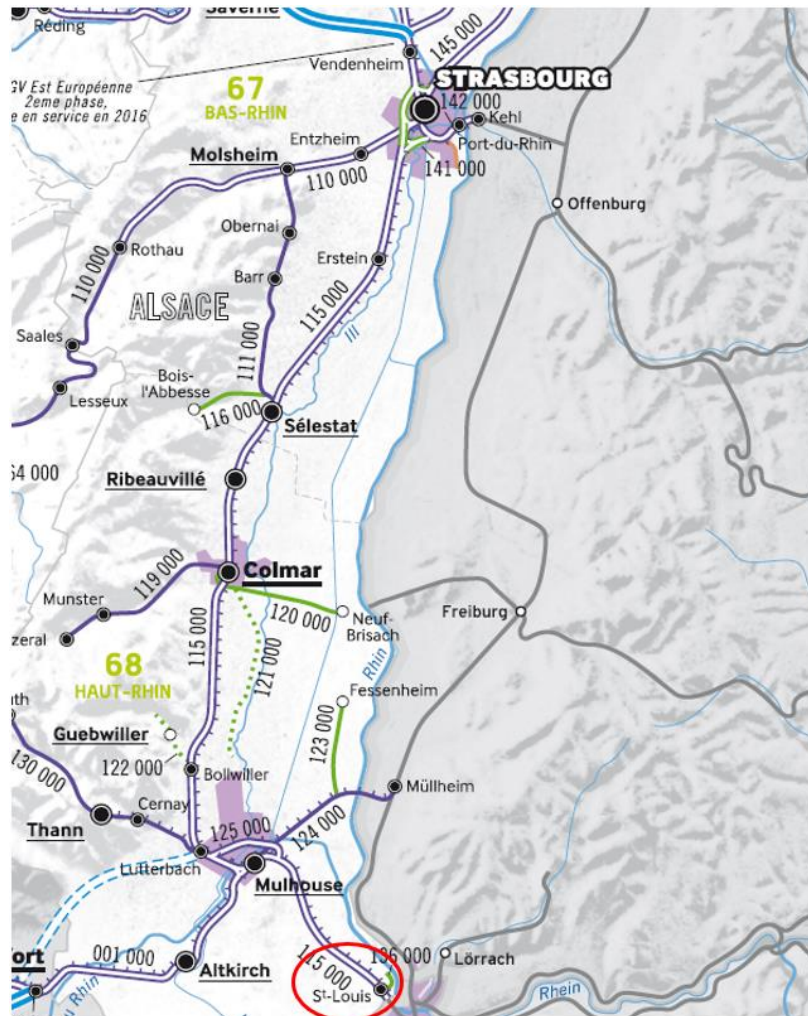 Réding
Saverne
145 000
Vendenheim
GV Est Européenne
2eme phase,
e en service en 2016
67
BAS-RHIN
STRASBOURG
142 000
Kehl
Port-du-Rhin
141 000
Entzheim
Molsheim
110 000
Offenburg
Obernai
Rothau
110 000
Erstein
Barr
ALSACE
115 000
Ill
Saales
111 000
Bois-
l'Abbesse
Lesseux
116 000
Sélestat
64 000
Ribeauvillé
119 000
Colmar
Munster
120 000
Neuf-
Brisach
Freiburg
zeral
115 000
121 000
Rhin
68
HAUT-RHIN
Fessenheim
uth
Guebwiller
123 000
122 000
130 000
Bollwiller
Müllheim
Cernay
Thann
125 000
124 000
Lutterbach
Mulhouse
136 000
ort
001 000
Altkirch
115 000
Lörrach
St-Louis
u Rhin
Rhein